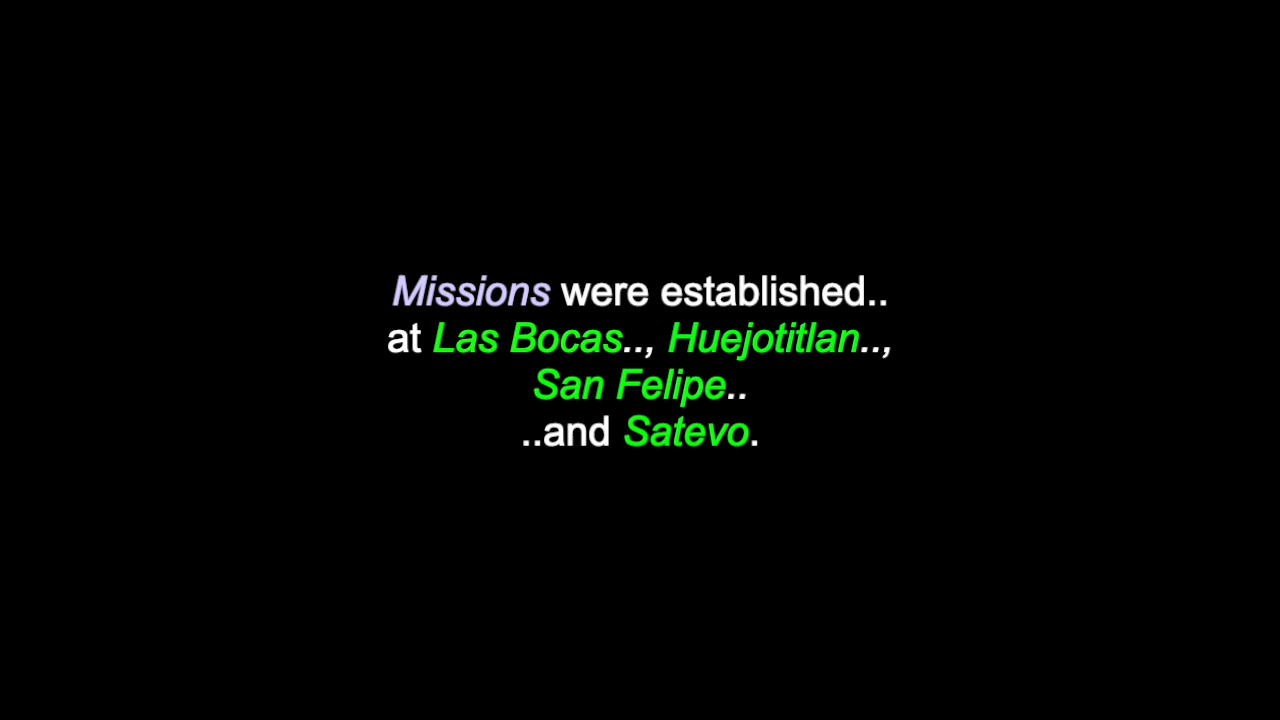 Missions were established..
at Las Bocas.., Huejotitlan..,
San Felipe..
..and Satevo.